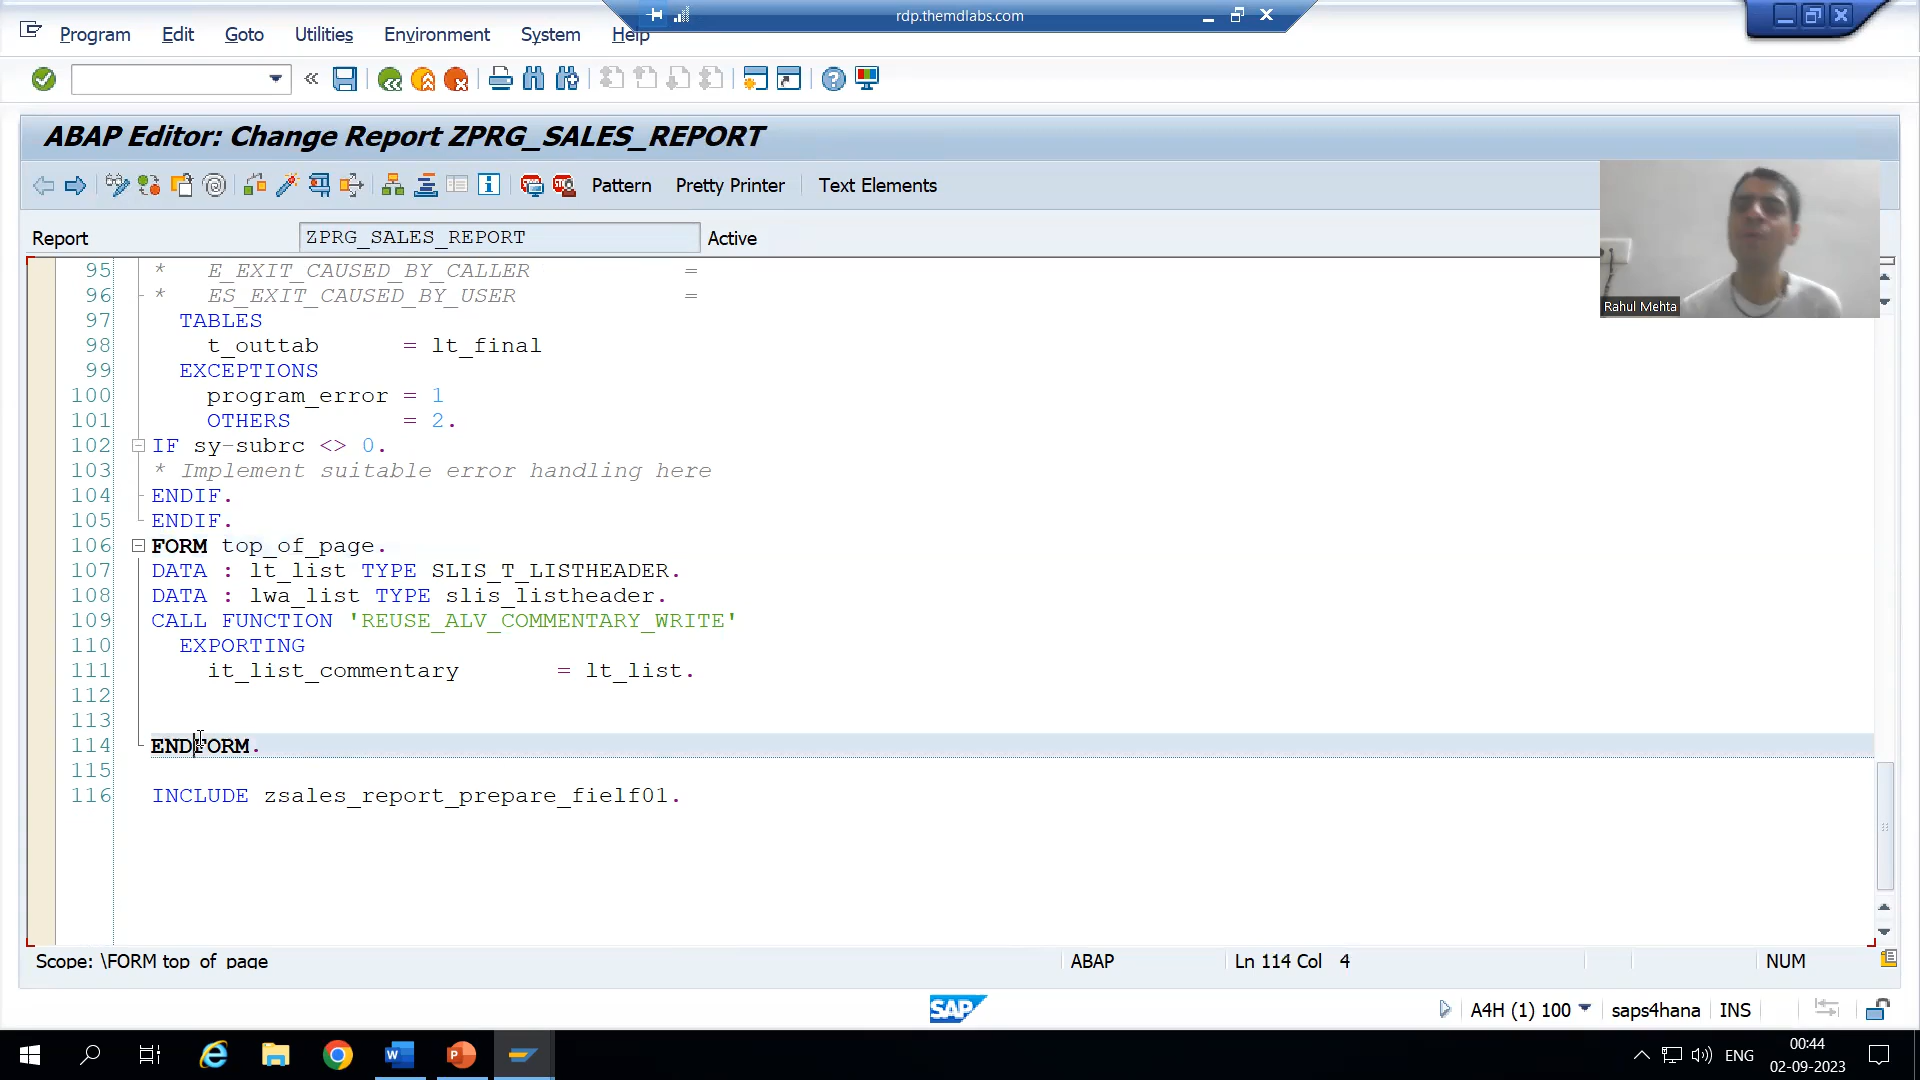 rdp.themdlabs.com
Program Edit Goto Utilities Environment System Help
ABAP Editor: Change Report ZPRG_SALES_REPORT
Pattern Pretty Printer Text Elements
Report ZPRG_SALES_REPORT Active
95 * E_EXIT_CAUSED_BY_CALLER =
96 * ES_EXIT_CAUSED_BY_USER =
97 TABLES
98 t_outtab = lt_final
99 EXCEPTIONS
100 program_error = 1
101 OTHERS = 2.
102 IF sy-subrc <> 0.
103 * Implement suitable error handling here
104 ENDIF.
105 ENDIF.
106 FORM top_of_page.
107 DATA : lt_list TYPE SLIS_T_LISTHEADER.
108 DATA : lwa_list TYPE slis_listheader.
109 CALL FUNCTION 'REUSE_ALV_COMMENTARY_WRITE'
110 EXPORTING
111 it_list_commentary = lt_list.
112
113
114 ENDFORM.
115
116 INCLUDE zsales_report_prepare_fielf01.
Rahul Mehta
Scope: \FORM top_of_page ABAP Ln 114 Col 4 NUM
SAP A4H (1) 100 saps4hana INS
ENG 00:44
02-09-2023